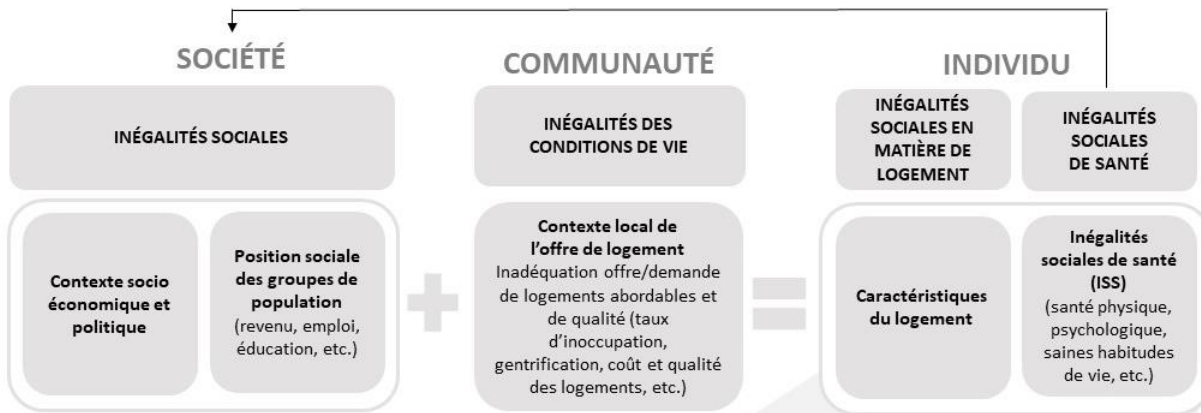 SOCIÉTÉ
COMMUNAUTÉ
INDIVIDU
INÉGALITÉS SOCIALES
INÉGALITÉS DES
CONDITIONS DE VIE
INÉGALITÉS
SOCIALES EN
MATIÈRE DE
LOGEMENT
INÉGALITÉS
SOCIALES
DE SANTÉ
Contexte socio
économique et
politique
Position sociale
des groupes de
population
(revenu, emploi,
éducation, etc.)
Contexte local de
l’offre de logement
Inadéquation offre/demande
de logements abordables et
de qualité (taux
d’inoccupation,
gentrification, coût et qualité
des logements, etc.)
Caractéristiques
du logement
Inégalités
sociales de santé
(ISS)
(santé physique,
psychologique,
saines habitudes
de vie, etc.)